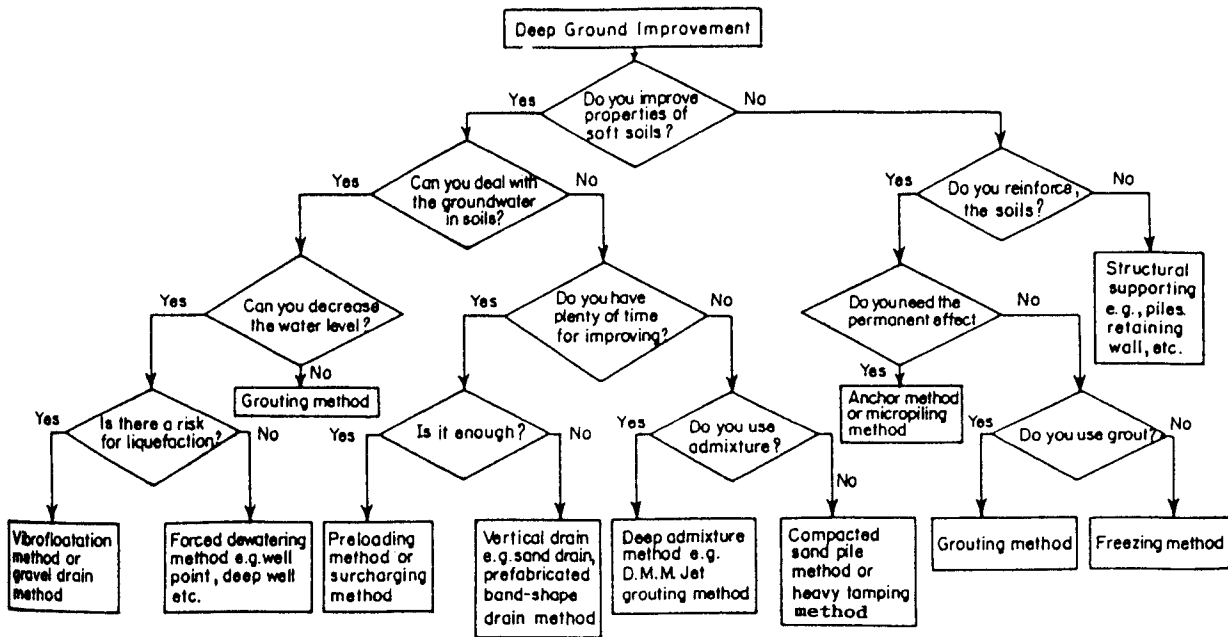 Deep Ground Improvement
Yes
Do you improve
properties of
soft soils?
No
Yes
Can you deal with
the groundwater
in soils?
No
Yes
Do you reinforce,
the soils?
No
Yes
Can you decrease
the water level?
No
Grouting method
Yes
Do you have
plenty of time
for improving?
No
Do you need the
permanent effect
No
Yes
Structural
supporting
e.g., piles.
retaining
wall, etc.
Anchor method
or micropiling
method
Yes
Is there a risk
for liquefaction?
No
Yes
Is it enough?
No
Yes
Do you use
admixture?
No
Yes
Do you use grout?
No
Vibrofloatation
method or
gravel drain
method
Forced dewatering
method e.g. well
point, deep well
etc.
Preloading
method or
surcharging
method
Vertical drain
e.g. sand drain,
prefabricated
band-shape
drain method
Deep admixture
method e.g.
D.M.M. Jet
grouting method
Compacted
sand pile
method or
heavy tamping
method
Grouting method
Freezing method